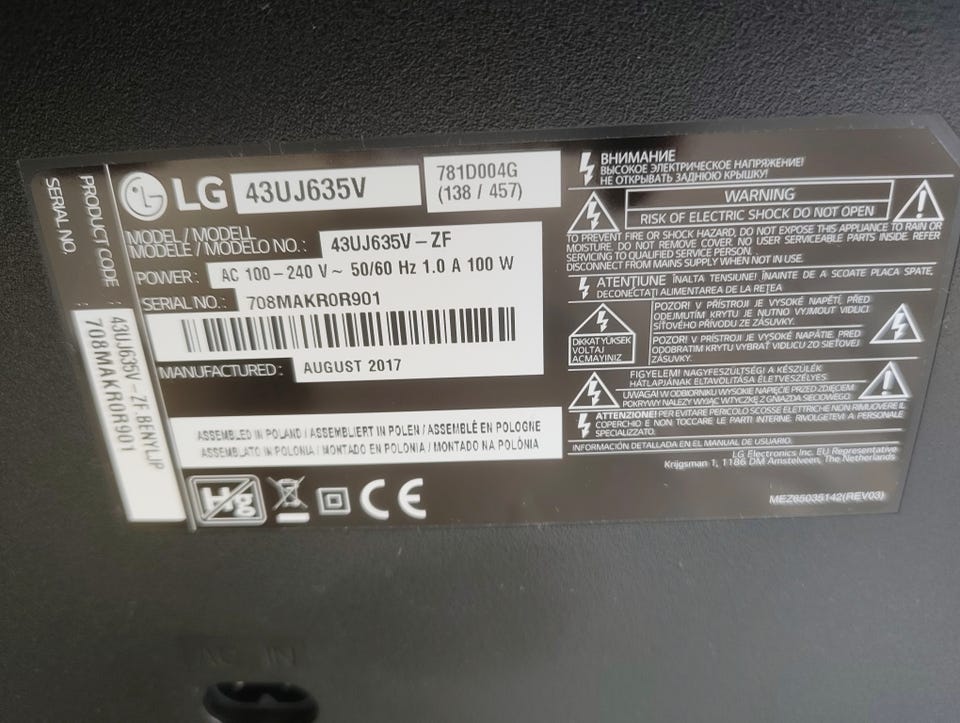 PRODUCT CODE
SERIAL NO.
43UJ635V-ZF.BENYLJP
708MAKR0R901
LG 43UJ635V
781D004G
(138 / 457)
MODEL / MODELL
MODÈLE / MODELO NO.: 43UJ635V-ZF
POWER: AC 100-240 V~ 50/60 Hz 1.0 A 100 W
SERIAL NO.: 708MAKR0R901
MANUFACTURED: AUGUST 2017
ASSEMBLED IN POLAND / ASSEMBLIERT IN POLEN / ASSEMBLÉ EN POLOGNE
ASSEMBLATO IN POLONIA / MONTADO EN POLONIA / MONTADO NA POLÓNIA
Hg
CE
ВНИМАНИЕ
ВЫСОКОЕ ЭЛЕКТРИЧЕСКОЕ НАПРЯЖЕНИЕ!
НЕ ОТКРЫВАТЬ ЗАДНЮЮ КРЫШКУ!
WARNING
RISK OF ELECTRIC SHOCK DO NOT OPEN
TO PREVENT FIRE OR SHOCK HAZARD, DO NOT EXPOSE THIS APPLIANCE TO RAIN OR
MOISTURE. DO NOT REMOVE COVER. NO USER SERVICEABLE PARTS INSIDE. REFER
SERVICING TO QUALIFIED SERVICE PERSON.
DISCONNECT FROM MAINS SUPPLY WHEN NOT IN USE.
ATENŢIUNE ÎNALTA TENSIUNE! ÎNAINTE DE A SCOATE PLACA SPATE,
DECONECTAŢI ALIMENTAREA DE LA REŢEA
DIKKAT YUKSEK
VOLTAJ
ACMAYINIZ
POZOR! V PŘÍSTROJI JE VYSOKÉ NAPĚTÍ, PŘED
ODEJMUTÍM KRYTU JE NUTNO VYJMOUT VIDLICI
SÍŤOVÉHO PŘÍVODU ZE ZÁSUVKY.
POZOR! V PRÍSTROJI JE VYSOKÉ NAPÄTIE. PRED
ODOBRATIM KRYTU VYBRAŤ VIDLICU ZO SIEŤOVEJ
ZÁSUVKY.
FIGYELEM! NAGYFESZÜLTSÉG! A KÉSZÜLÉK
HÁTLAPJÁNAK ELTÁVOLÍTÁSA ÉLETVESZÉLYES.
UWAGA! W ODBIORNIKU WYSOKIE NAPIĘCIE PRZED ZDJĘCIEM
POKRYWY NALEŻY WYJĄĆ WTYCZKĘ Z GNIAZDA SIECIOWEGO.
ATTENZIONE! PER EVITARE PERICOLO SCOSSE ELETTRICHE NON RIMUOVERE IL
COPERCHIO E NON TOCCARE LE PARTI INTERNE. RIVOLGETEVI A PERSONALE
SPECIALIZZATO.
INFORMACIÓN DETALLADA EN EL MANUAL DE USUARIO.
LG Electronics Inc. EU Representative
Krijgsman 1, 1186 DM Amstelveen, The Netherlands
MEZ65035142(REV03)
AC IN